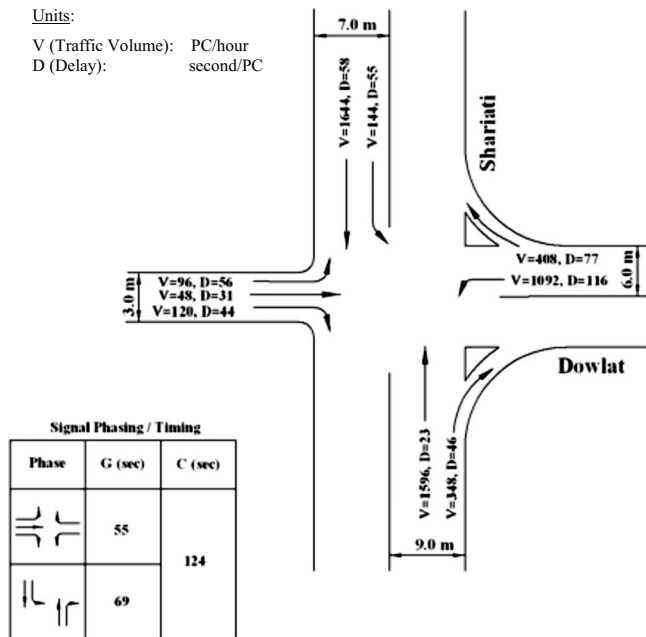 Units:
V (Traffic Volume): PC/hour
D (Delay): second/PC
7.0 m
V=1644, D=58
V=144, D=55
Shariati
V=96, D=56
V=48, D=31
V=120, D=44
3.0 m
V=408, D=77
V=1092, D=116
6.0 m
Dowlat
V=1596, D=23
V=348, D=46
9.0 m
Signal Phasing / Timing
Phase G (sec) C (sec)
55
124
69